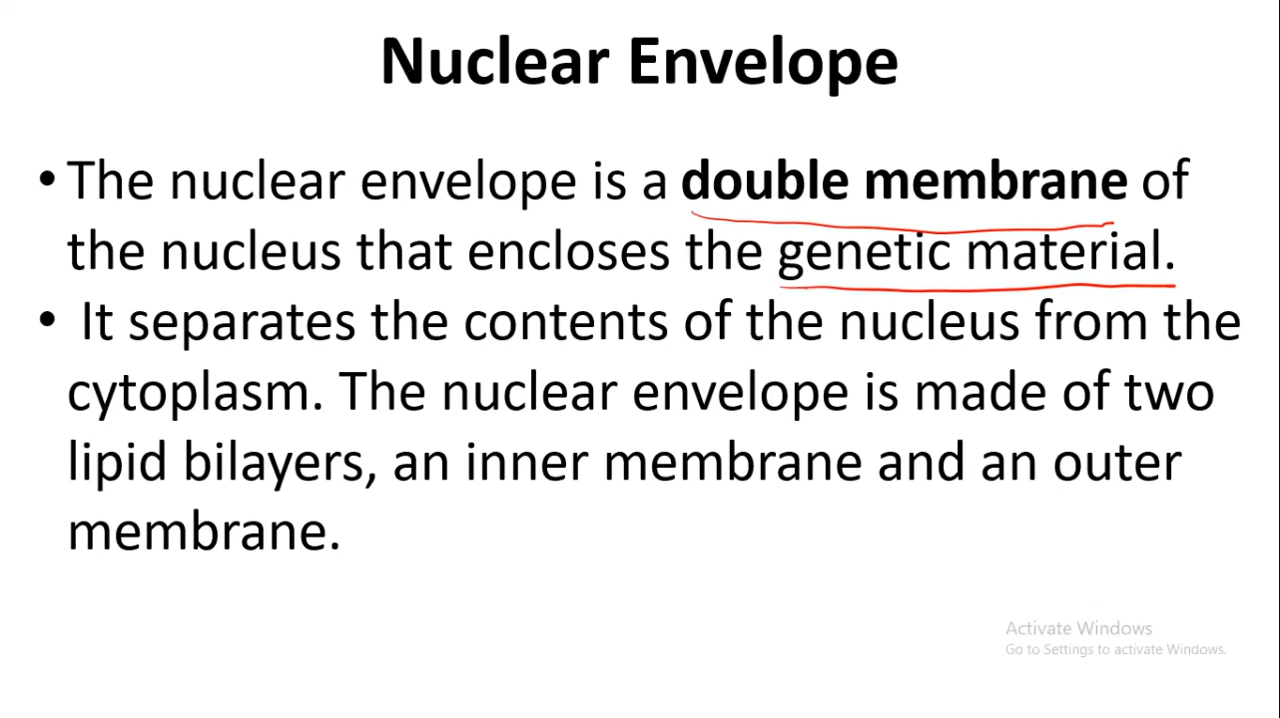 Nuclear Envelope
• The nuclear envelope is a double membrane of
the nucleus that encloses the genetic material.
• It separates the contents of the nucleus from the
cytoplasm. The nuclear envelope is made of two
lipid bilayers, an inner membrane and an outer
membrane.
Activate Windows
Go to Settings to activate Windows.